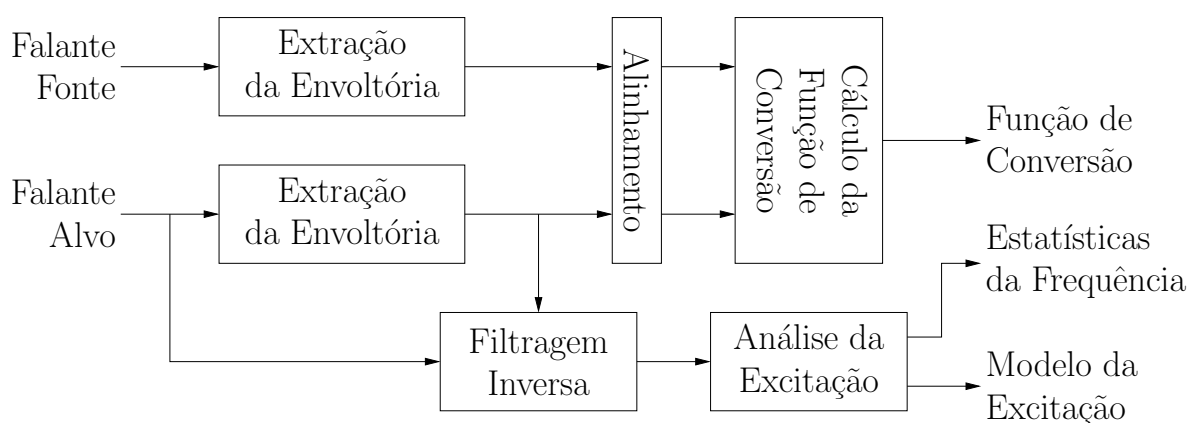 Falante
Fonte
Extração
da Envoltória
Alinhamento
Cálculo da
Função de
Conversão
Função de
Conversão
Falante
Alvo
Extração
da Envoltória
Estatísticas
da Frequência
Filtragem
Inversa
Análise da
Excitação
Modelo da
Excitação